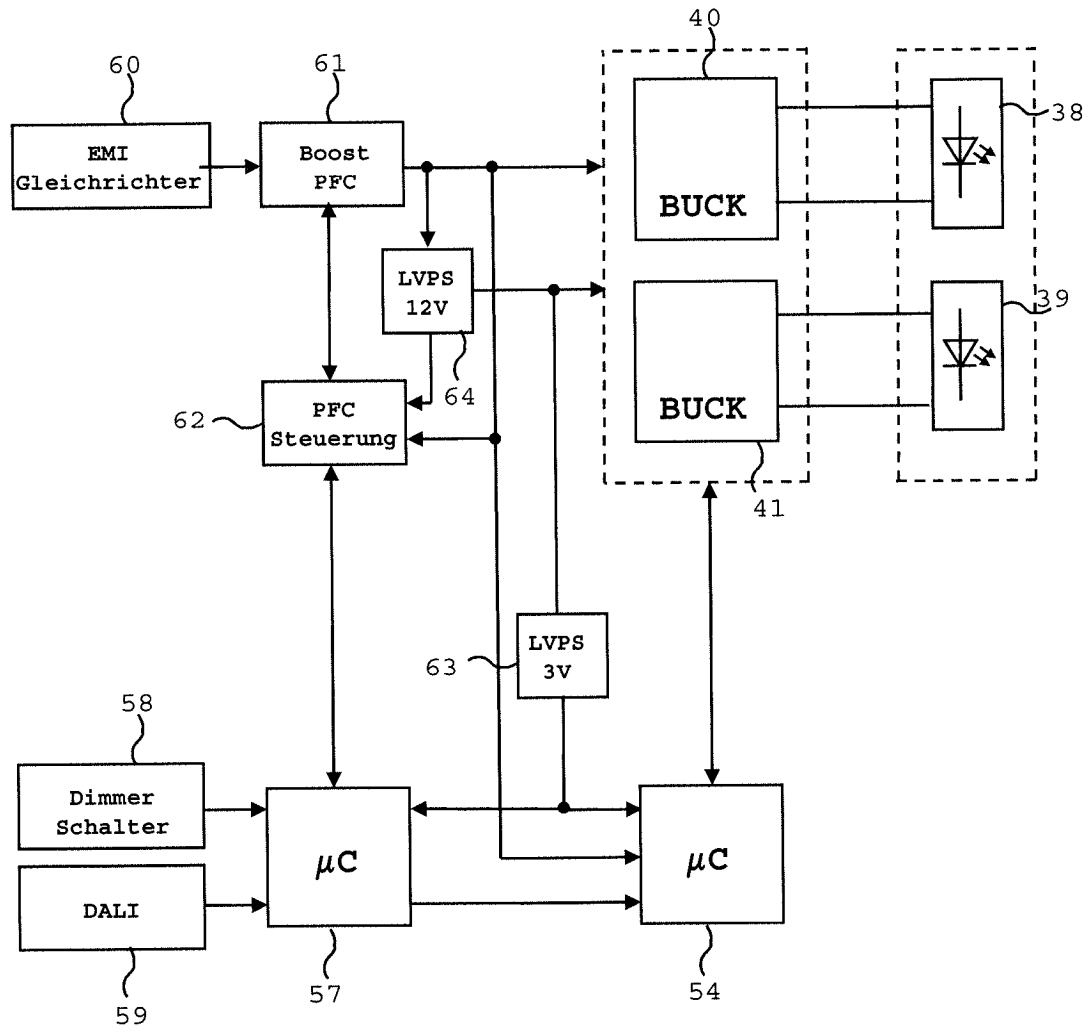 40
60
61
38
EMI
Gleichrichter
Boost
PFC
BUCK
LVPS
12V
39
64
62
PFC
Steuerung
BUCK
41
63
LVPS
3V
58
Dimmer
Schalter
µC
µC
DALI
59
57
54